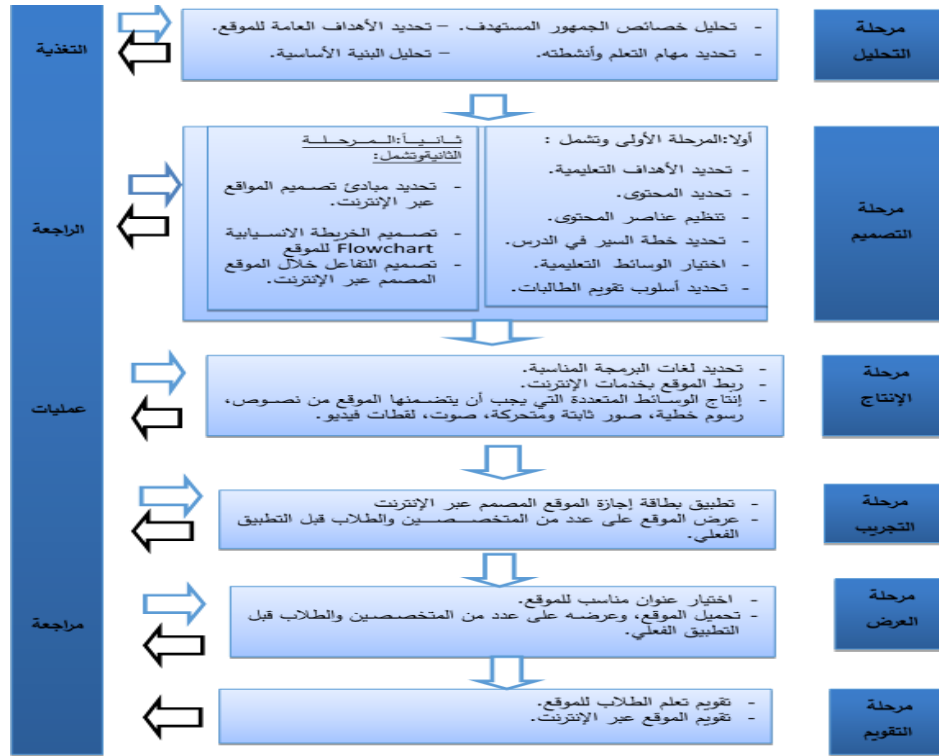 مرحلة
التحليل
- تحليل خصائص الجمهور المستهدف. – تحديد الأهداف العامة للموقع.
- تحديد مهام التعلم وأنشطته. – تحليل البنية الأساسية.
التغذية
مرحلة
التصميم
أولا:المرحلة الأولى وتشمل :
- تحديد الأهداف التعليمية.
- تحديد المحتوى.
- تنظيم عناصر المحتوى.
- تحديد خطة السير في الدرس.
- اختيار الوسائط التعليمية.
- تحديد أسلوب تقويم الطالبات.
ثـانـيـاً:الـمـرحـلـة
الثانيةوتشمل:
- تحديد مبادئ تصميم المواقع
عبر الإنترنت.
- تصميم الخريطة الانسيابية
Flowchart للموقع
- تصميم التفاعل خلال الموقع
المصمم عبر الإنترنت.
الراجعة
مرحلة
الإنتاج
- تحديد لغات البرمجة المناسبة.
- ربط الموقع بخدمات الإنترنت.
- إنتاج الوسائط المتعددة التي يجب أن يتضمنها الموقع من نصوص،
رسوم خطية، صور ثابتة ومتحركة، صوت، لقطات فيديو.
عمليات
مرحلة
التجريب
- تطبيق بطاقة إجازة الموقع المصمم عبر الإنترنت
- عرض الموقع على عدد من المتخصصين والطلاب قبل التطبيق
الفعلي.
مرحلة
العرض
- اختيار عنوان مناسب للموقع.
- تحميل الموقع، وعرضه على عدد من المتخصصين والطلاب قبل
التطبيق الفعلي.
مراجعة
مرحلة
التقويم
- تقويم تعلم الطلاب للموقع.
- تقويم الموقع عبر الإنترنت.